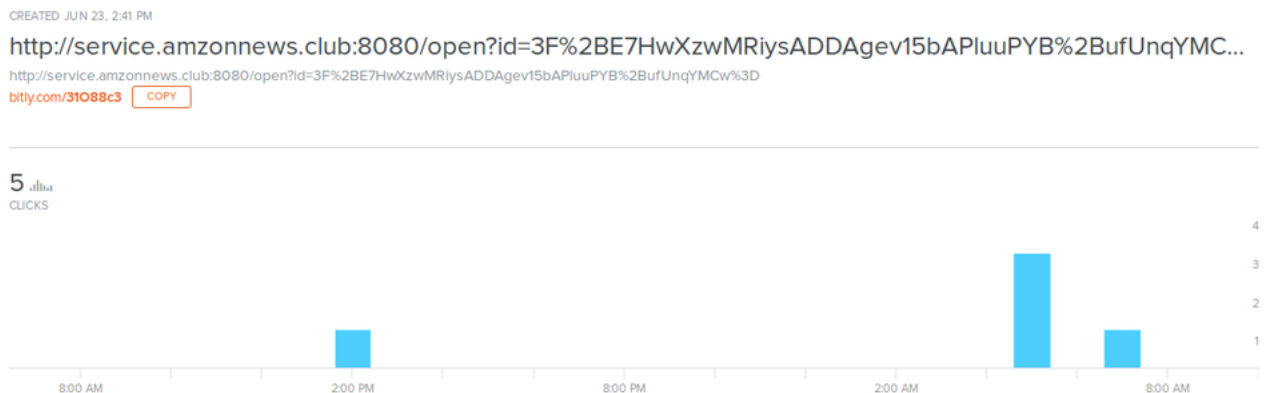 CREATED JUN 23, 2:41 PM
http://service.amzonnews.club:8080/open?id=3F%2BE7HwXzwMRiysADDAgev15bAPluuPYB%2BufUnqYMC...
http://service.amzonnews.club:8080/open?id=3F%2BE7HwXzwMRiysADDAgev15bAPluuPYB%2BufUnqYMCw%3D
bitly.com/31O88c3 COPY
5
CLICKS
4
3
2
1
8:00 AM 2:00 PM 8:00 PM 2:00 AM 8:00 AM